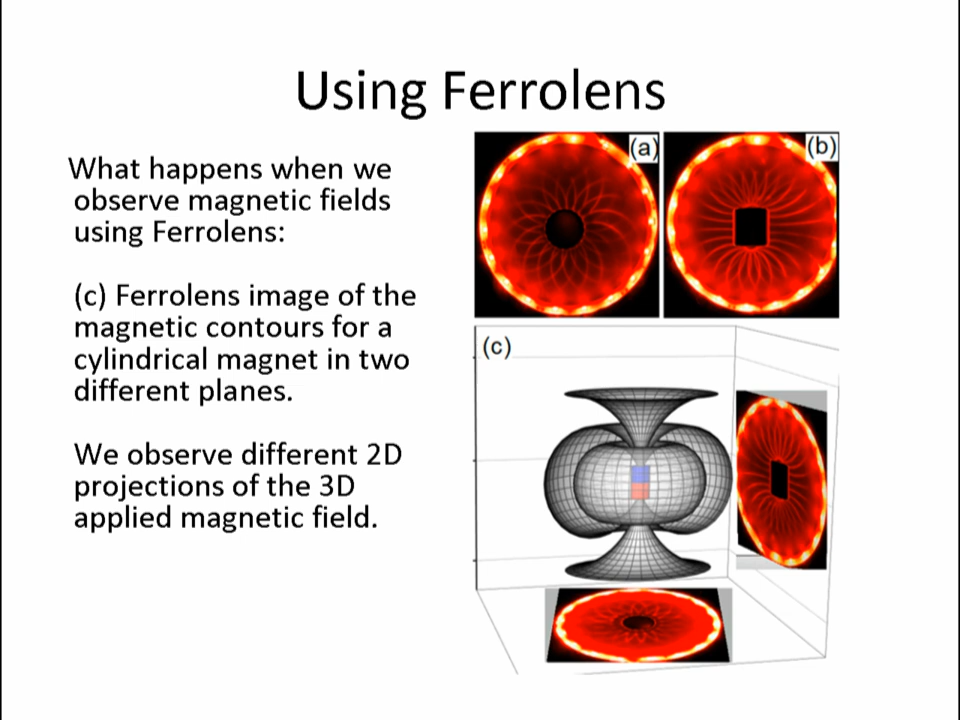 Using Ferrolens
What happens when we
observe magnetic fields
using Ferrolens:
(c) Ferrolens image of the
magnetic contours for a
cylindrical magnet in two
different planes.
We observe different 2D
projections of the 3D
applied magnetic field.
(a)
(b)
(c)